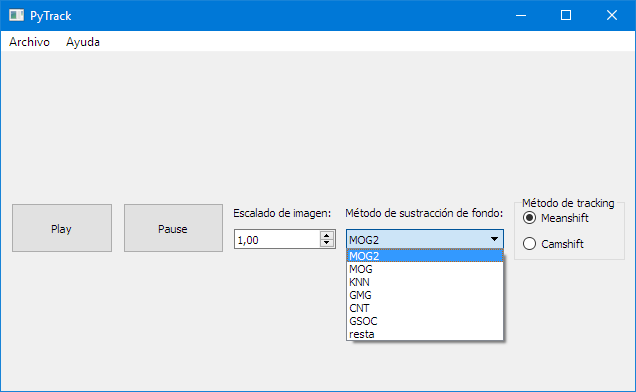 PyTrack
Archivo Ayuda
Escalado de imagen: Método de sustracción de fondo: Método de tracking
Play Pause 1,00 MOG2 Meanshift
Camshift
MOG2
MOG
KNN
GMG
CNT
GSOC
resta